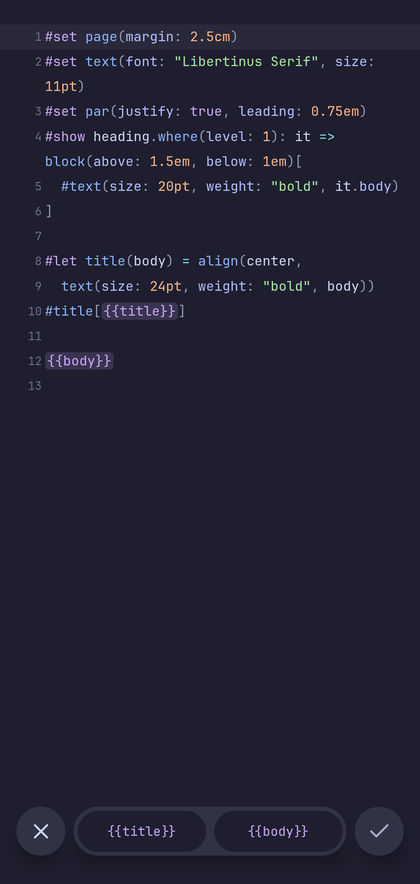 1 #set page(margin: 2.5cm)
2 #set text(font: "Libertinus Serif", size:
11pt)
3 #set par(justify: true, leading: 0.75em)
4 #show heading.where(level: 1): it =>
block(above: 1.5em, below: 1em)[
5   #text(size: 20pt, weight: "bold", it.body)
6 ]
7
8 #let title(body) = align(center,
9   text(size: 24pt, weight: "bold", body))
10 #title[{{title}}]
11
12 {{body}}
13
{{title}} {{body}}